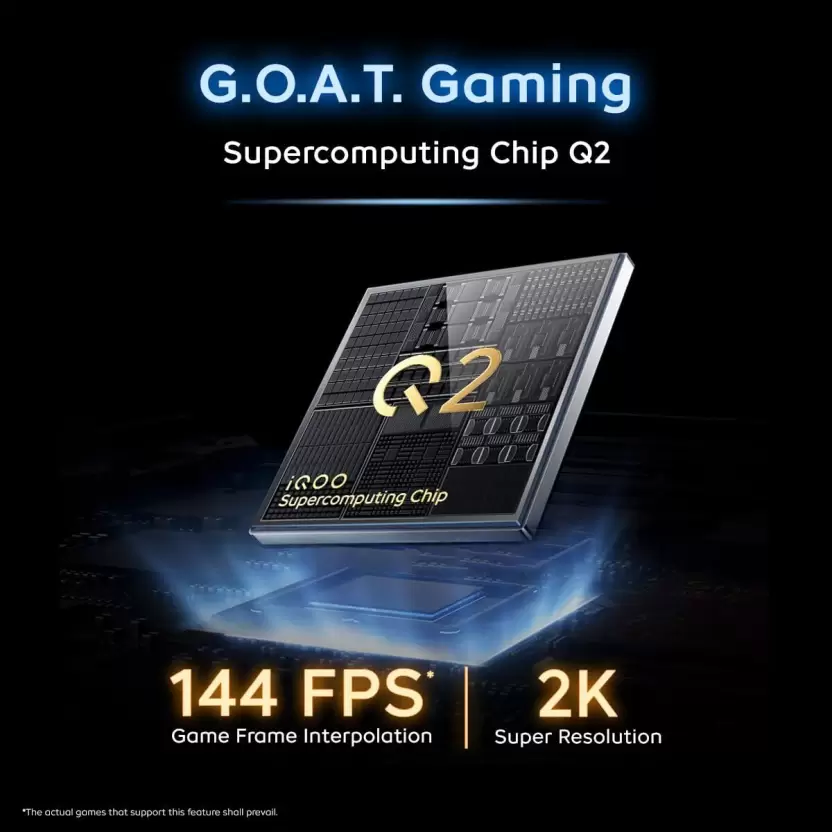 G.O.A.T. Gaming
Supercomputing Chip Q2
Q2
iQOO
Supercomputing Chip
144 FPS*
Game Frame Interpolation
2K
Super Resolution
*The actual games that support this feature shall prevail.